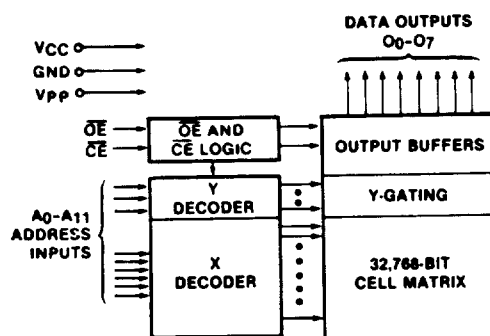 DATA OUTPUTS
O0-O7
VCC
GND
Vpp
OE
CE
OE AND
CE LOGIC
OUTPUT BUFFERS
A0-A11
ADDRESS
INPUTS
Y
DECODER
Y-GATING
X
DECODER
32,768-BIT
CELL MATRIX